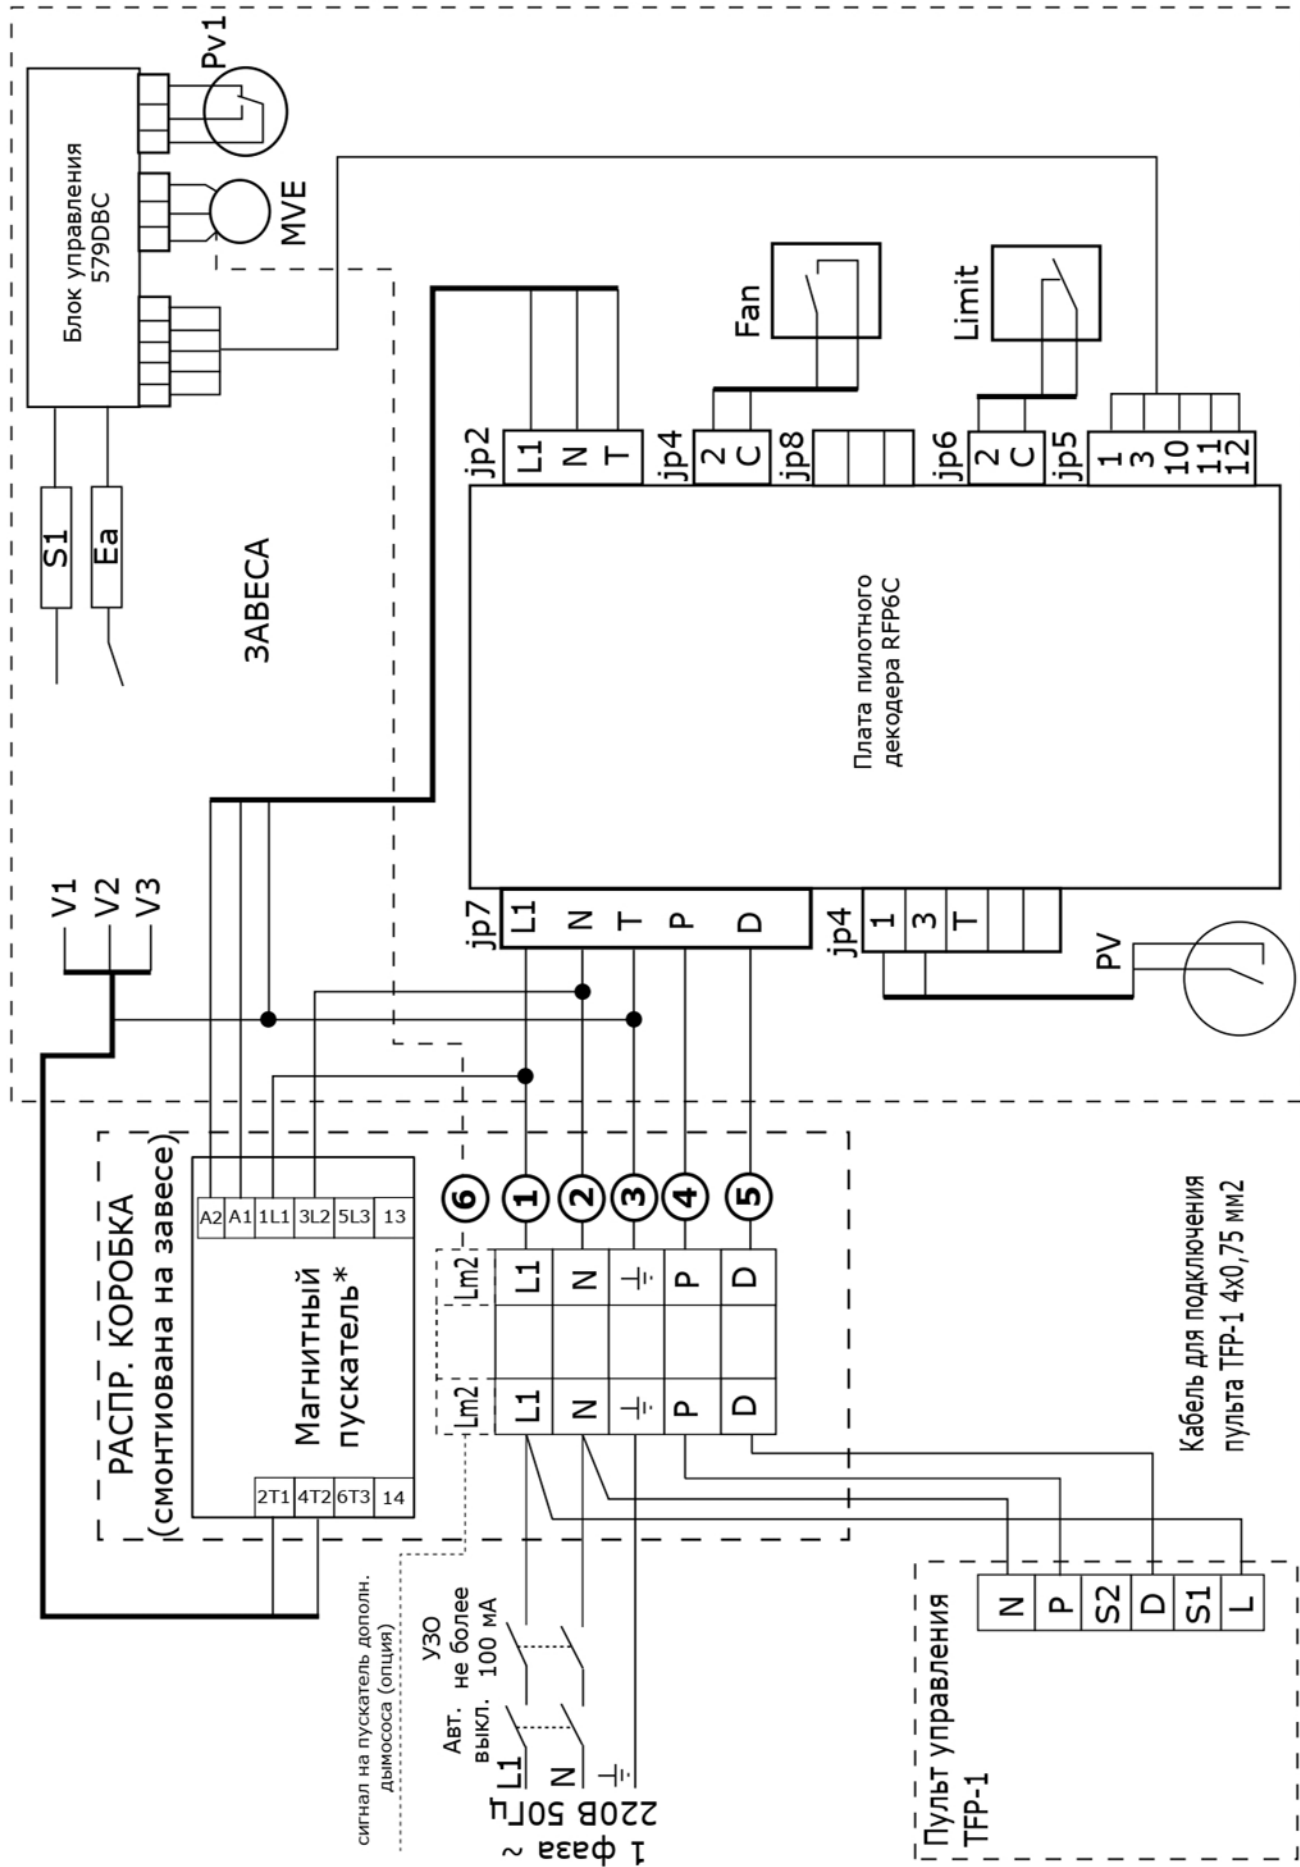 Блок управления
579DBC
Pv1
MVE
S1
Ea
ЗАВЕСА
V1
V2
V3
jp2
L1
N
T
jp4
2
C
jp8
Fan
jp6
2
C
Limit
jp5
1
3
10
11
12
Плата пилотного
декодера RFP6C
jp7
L1
N
T
P
D
jp4
1
3
T
PV
РАСПР. КОРОБКА
(смонтиована на завесе)
A2
A1
1L1
3L2
5L3
13
Магнитный
пускатель*
2T1
4T2
6T3
14
6
1
2
3
4
5
Lm2
L1
N
P
D
Lm2
L1
N
P
D
сигнал на пускатель дополн.
дымососа (опция)
УЗО
не более
100 мА
Авт.
выкл.
L1
N
220В 50Гц
1 фаза ~
Кабель для подключения
пульта TFP-1 4x0,75 мм2
Пульт управления
TFP-1
N
P
S2
D
S1
L